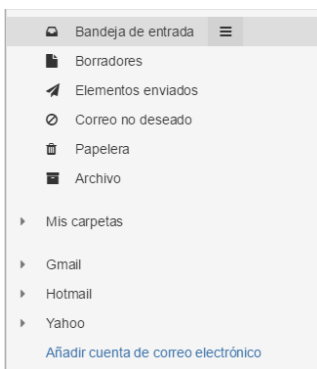 Bandeja de entrada
Borradores
Elementos enviados
Correo no deseado
Papelera
Archivo
Mis carpetas
Gmail
Hotmail
Yahoo
Añadir cuenta de correo electrónico